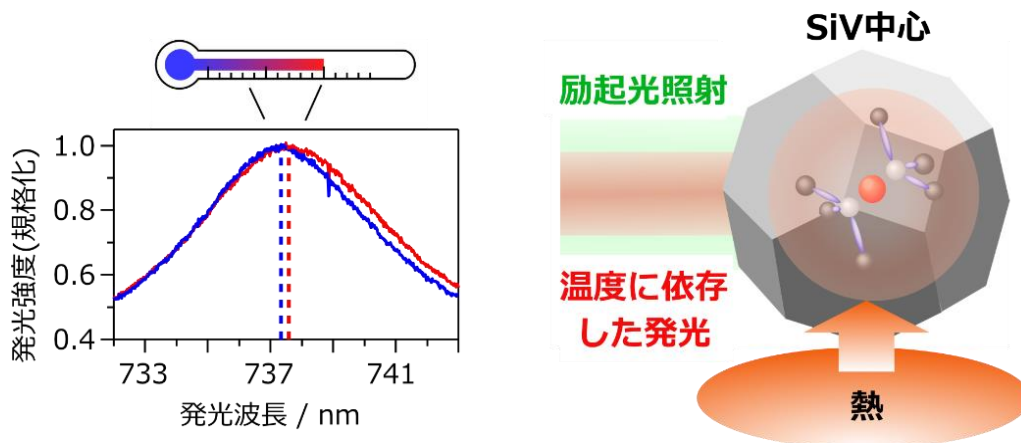 SiV中心
励起光照射
温度に依存
した発光
熱
発光強度(規格化)
1.0
0.8
0.6
0.4
733
737
741
発光波長 / nm